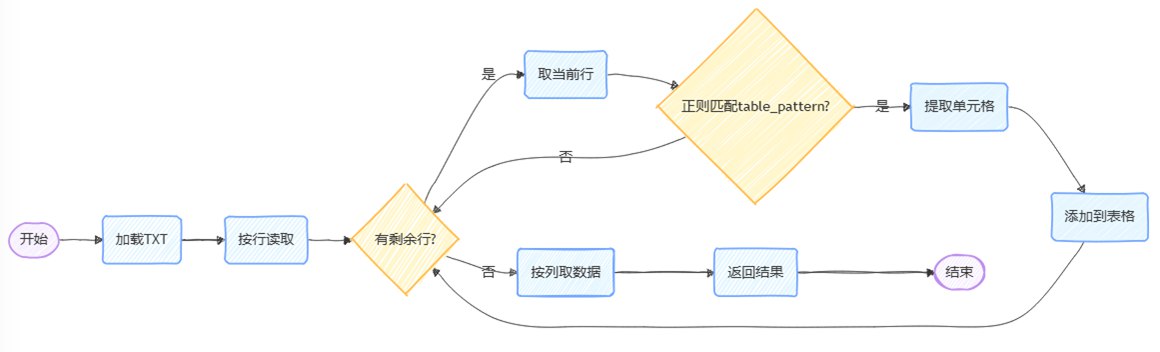 开始
加载TXT
按行读取
有剩余行?
是
取当前行
正则匹配table_pattern?
是
提取单元格
添加到表格
否
否
按列取数据
返回结果
结束